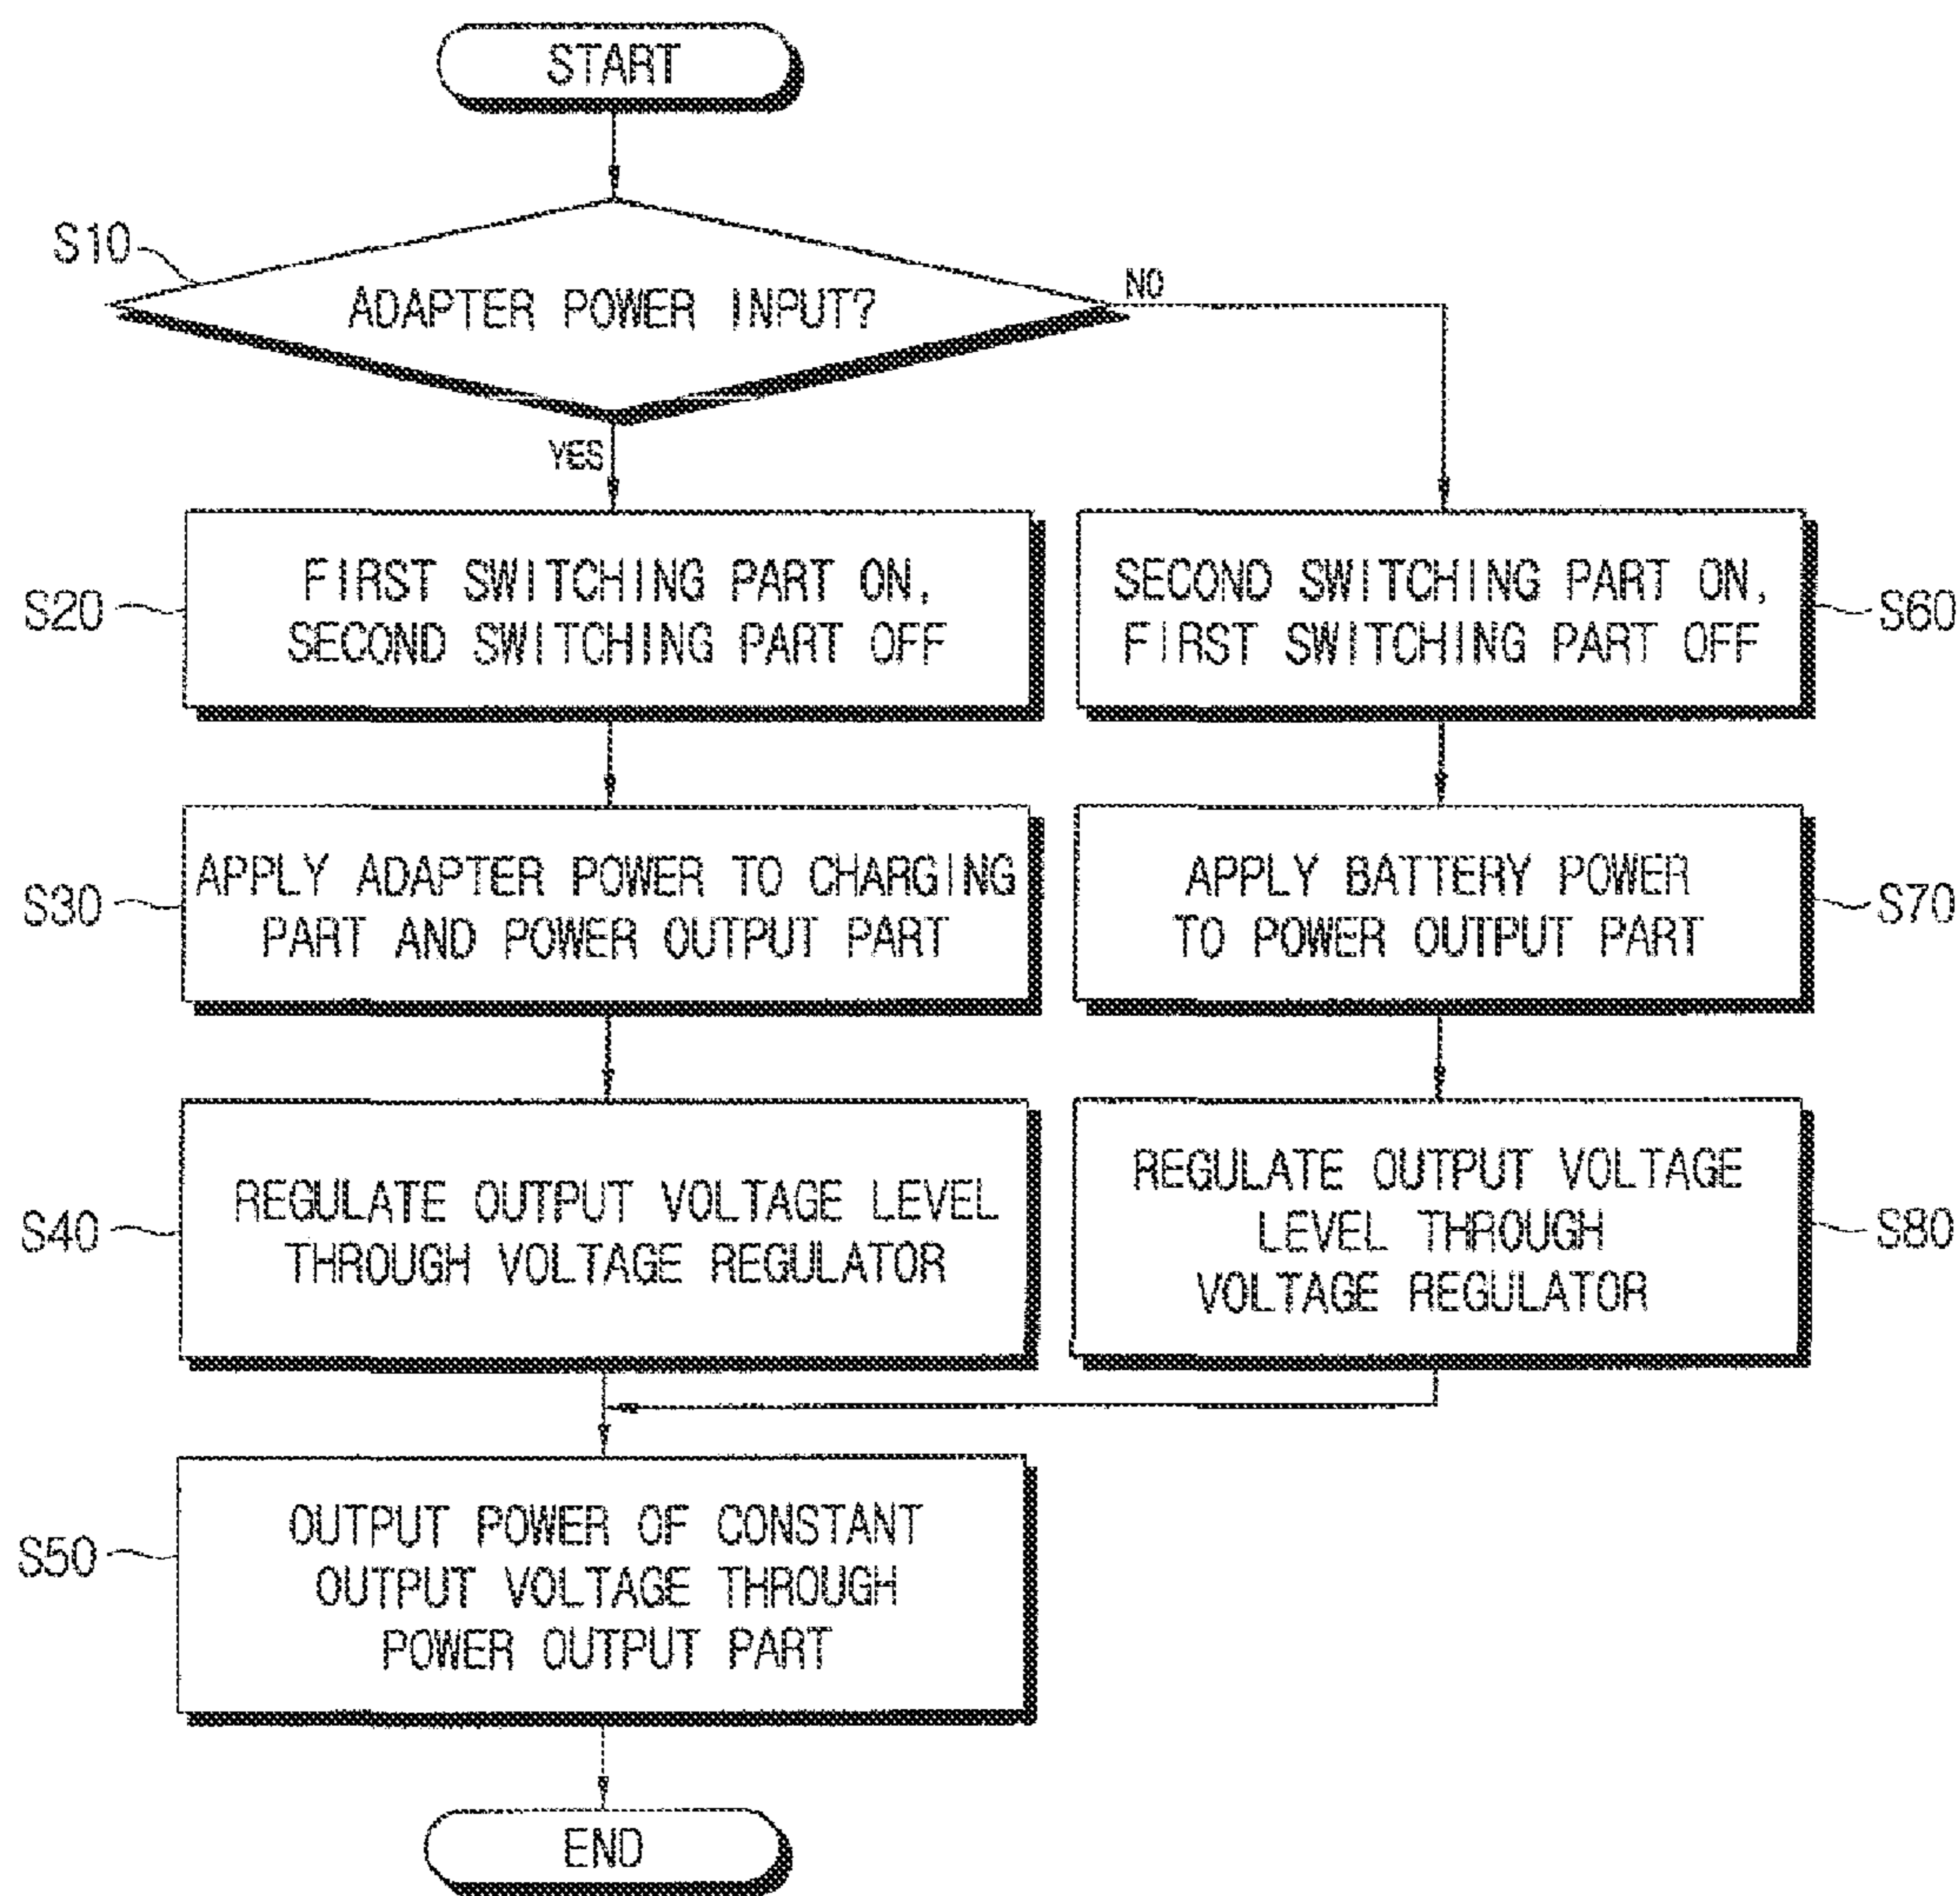 START
S10
ADAPTER POWER INPUT?
NO
YES
S20
FIRST SWITCHING PART ON,
SECOND SWITCHING PART OFF
SECOND SWITCHING PART ON,
FIRST SWITCHING PART OFF
S60
S30
APPLY ADAPTER POWER TO CHARGING
PART AND POWER OUTPUT PART
APPLY BATTERY POWER
TO POWER OUTPUT PART
S70
S40
REGULATE OUTPUT VOLTAGE LEVEL
THROUGH VOLTAGE REGULATOR
REGULATE OUTPUT VOLTAGE
LEVEL THROUGH
VOLTAGE REGULATOR
S80
S50
OUTPUT POWER OF CONSTANT
OUTPUT VOLTAGE THROUGH
POWER OUTPUT PART
END